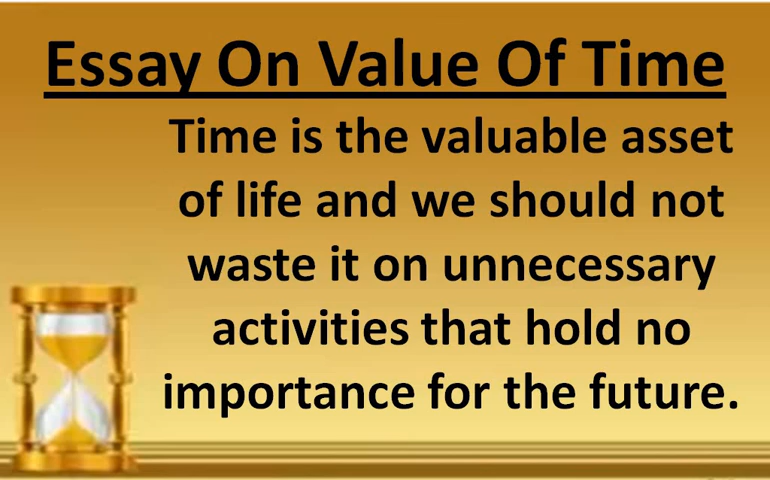 Essay On Value Of Time
Time is the valuable asset
of life and we should not
waste it on unnecessary
activities that hold no
importance for the future.